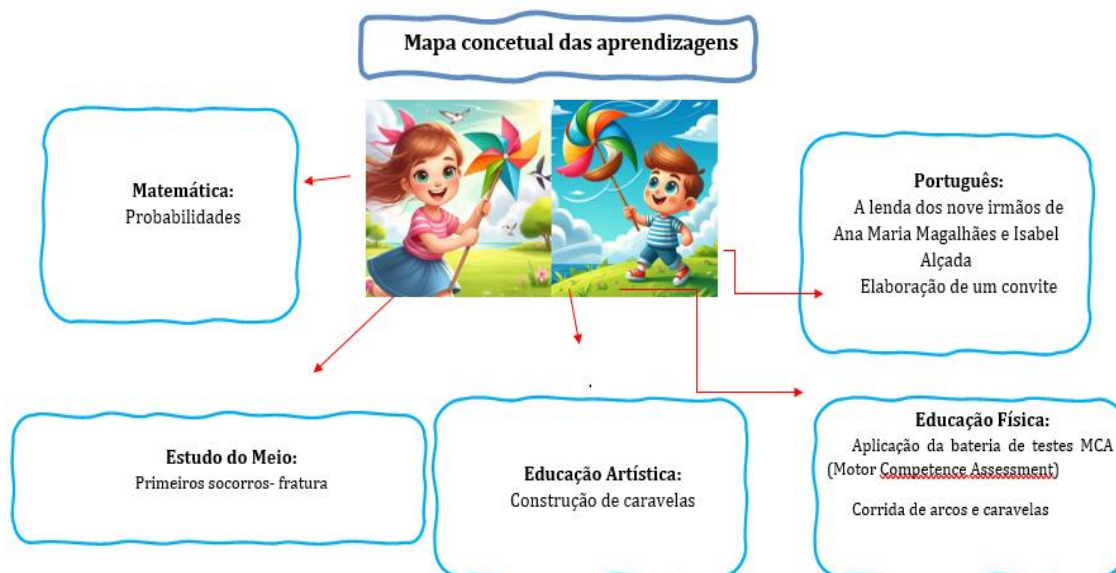 Mapa concetual das aprendizagens
Matemática:
Probabilidades
Português:
A lenda dos nove irmãos de
Ana Maria Magalhães e Isabel
Alçada
Elaboração de um convite
Estudo do Meio:
Primeiros socorros- fratura
.
Educação Artística:
Construção de caravelas
Educação Física:
Aplicação da bateria de testes MCA
(Motor Competence Assessment)
Corrida de arcos e caravelas